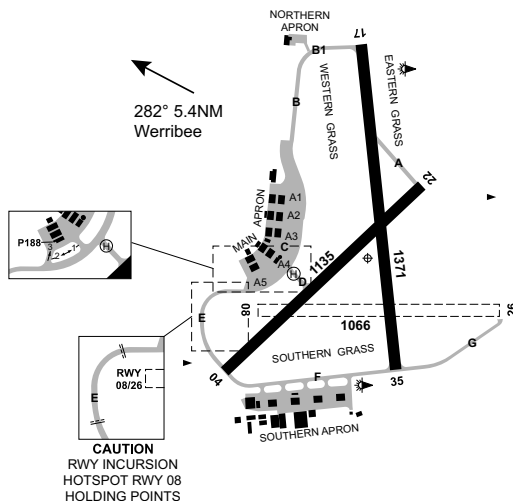 NORTHERN
APRON
17
B1
WESTERN GRASS
EASTERN GRASS
B
282° 5.4NM
Werribee
A
22
A1
A2
A3
MAIN APRON
C
A4
H
D
A5
1135
1371
P188
3
2
1
H
E
08
1066
26
SOUTHERN GRASS
G
04
F
35
SOUTHERN APRON
RWY
08/26
E
CAUTION
RWY INCURSION
HOTSPOT RWY 08
HOLDING POINTS